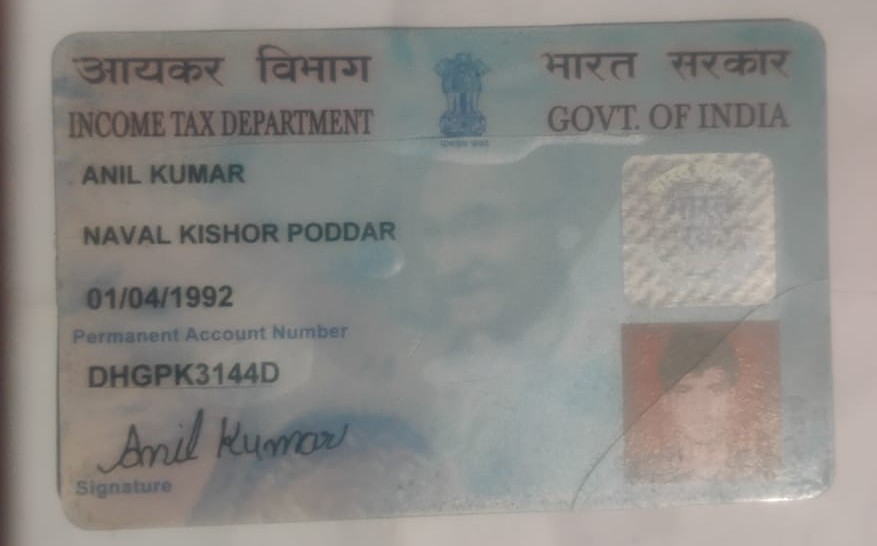 आयकर विभाग
भारत सरकार
INCOME TAX DEPARTMENT
GOVT. OF INDIA
ANIL KUMAR
NAVAL KISHOR PODDAR
01/04/1992
Permanent Account Number
DHGPK3144D
Anil Kumar
Signature